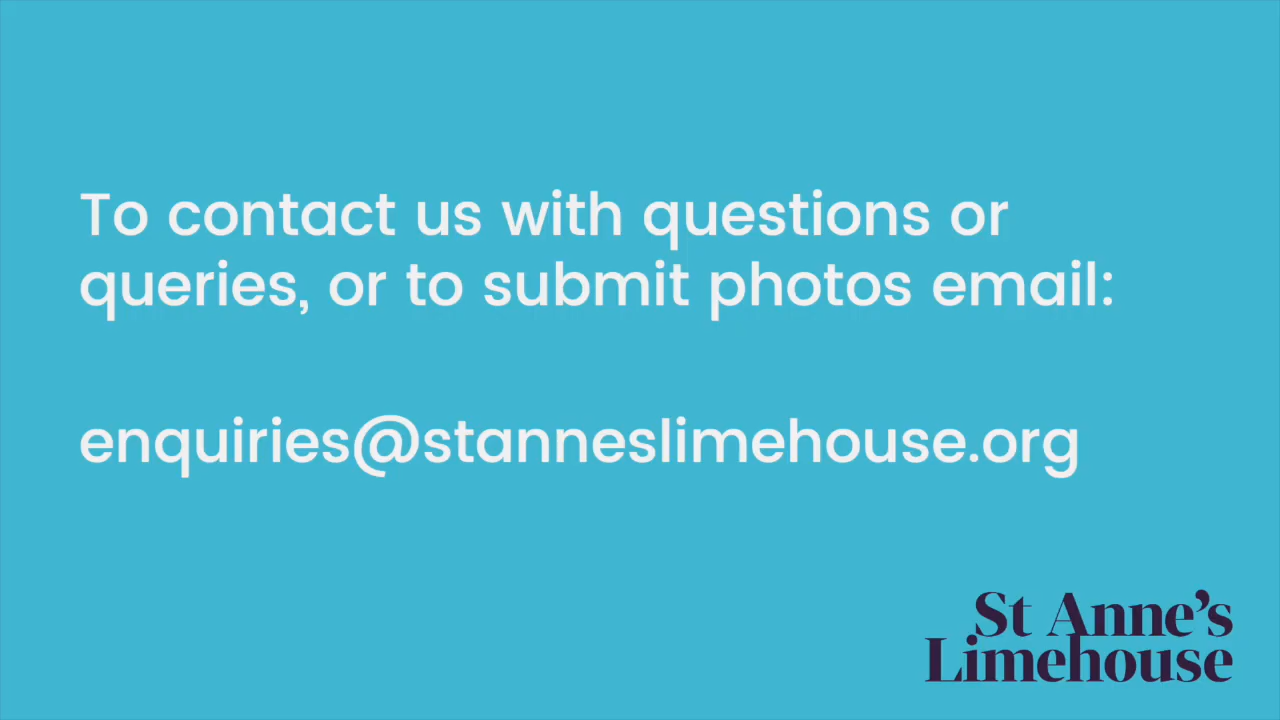 To contact us with questions or
queries, or to submit photos email:
enquiries@stanneslimehouse.org
St Anne's
Limehouse